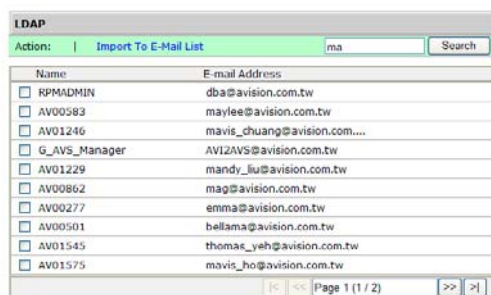 LDAP
Action: | Import To E-Mail List ma Search
Name E-mail Address
RPMADMIN dba@avision.com.tw
AV00583 maylee@avision.com.tw
AV01246 mavis_chuang@avision.com....
G_AVS_Manager AVI2AVS@avision.com.tw
AV01229 mandy_liu@avision.com.tw
AV00862 mag@avision.com.tw
AV00277 emma@avision.com.tw
AV00501 bellama@avision.com.tw
AV01545 thomas_yeh@avision.com.tw
AV01575 mavis_ho@avision.com.tw
|< << Page 1 (1 / 2) >> >|